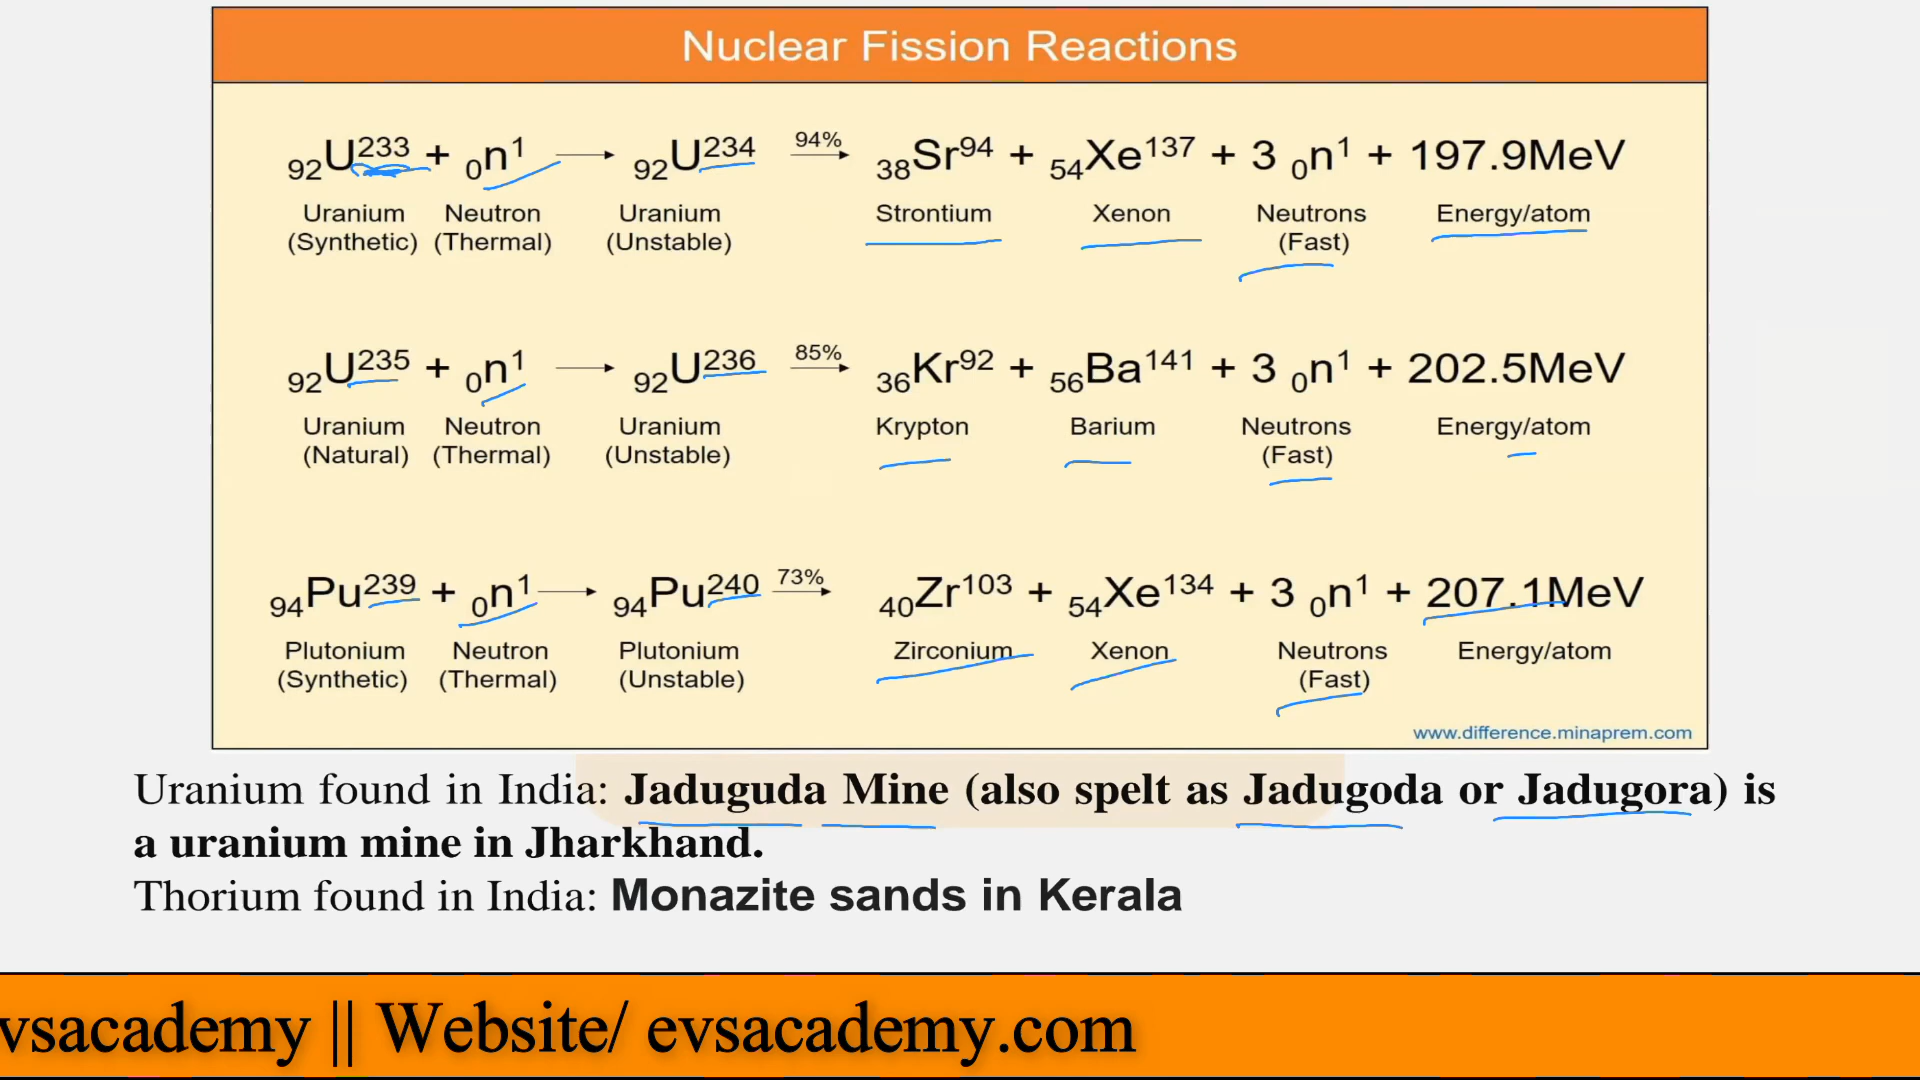 Nuclear Fission Reactions
₉₂U²³³ + ₀n¹ → ₉₂U²³⁴ 94% → ₃₈Sr⁹⁴ + ₅₄Xe¹³⁷ + 3 ₀n¹ + 197.9MeV
Uranium Neutron Uranium Strontium Xenon Neutrons Energy/atom
(Synthetic) (Thermal) (Unstable) (Fast)
₉₂U²³⁵ + ₀n¹ → ₉₂U²³⁶ 85% → ₃₆Kr⁹² + ₅₆Ba¹⁴¹ + 3 ₀n¹ + 202.5MeV
Uranium Neutron Uranium Krypton Barium Neutrons Energy/atom
(Natural) (Thermal) (Unstable) (Fast)
₉₄Pu²³⁹ + ₀n¹ → ₉₄Pu²⁴⁰ 73% → ₄₀Zr¹⁰³ + ₅₄Xe¹³⁴ + 3 ₀n¹ + 207.1MeV
Plutonium Neutron Plutonium Zirconium Xenon Neutrons Energy/atom
(Synthetic) (Thermal) (Unstable) (Fast)
www.difference.minaprem.com
Uranium found in India: Jaduguda Mine (also spelt as Jadugoda or Jadugora) is
a uranium mine in Jharkhand.
Thorium found in India: Monazite sands in Kerala
vsacademy || Website/ evsacademy.com